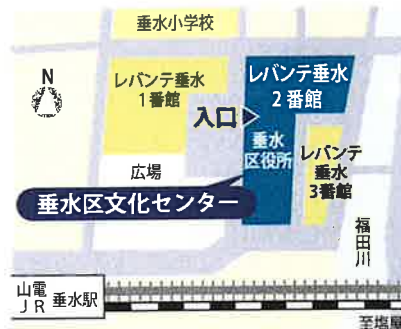 垂水小学校
N
レバンテ垂水
1番館
レバンテ垂水
2番館
入口
垂水
区役所
レバンテ
垂水
3番館
広場
垂水区文化センター
福田川
山電
JR
垂水駅
至塩屋